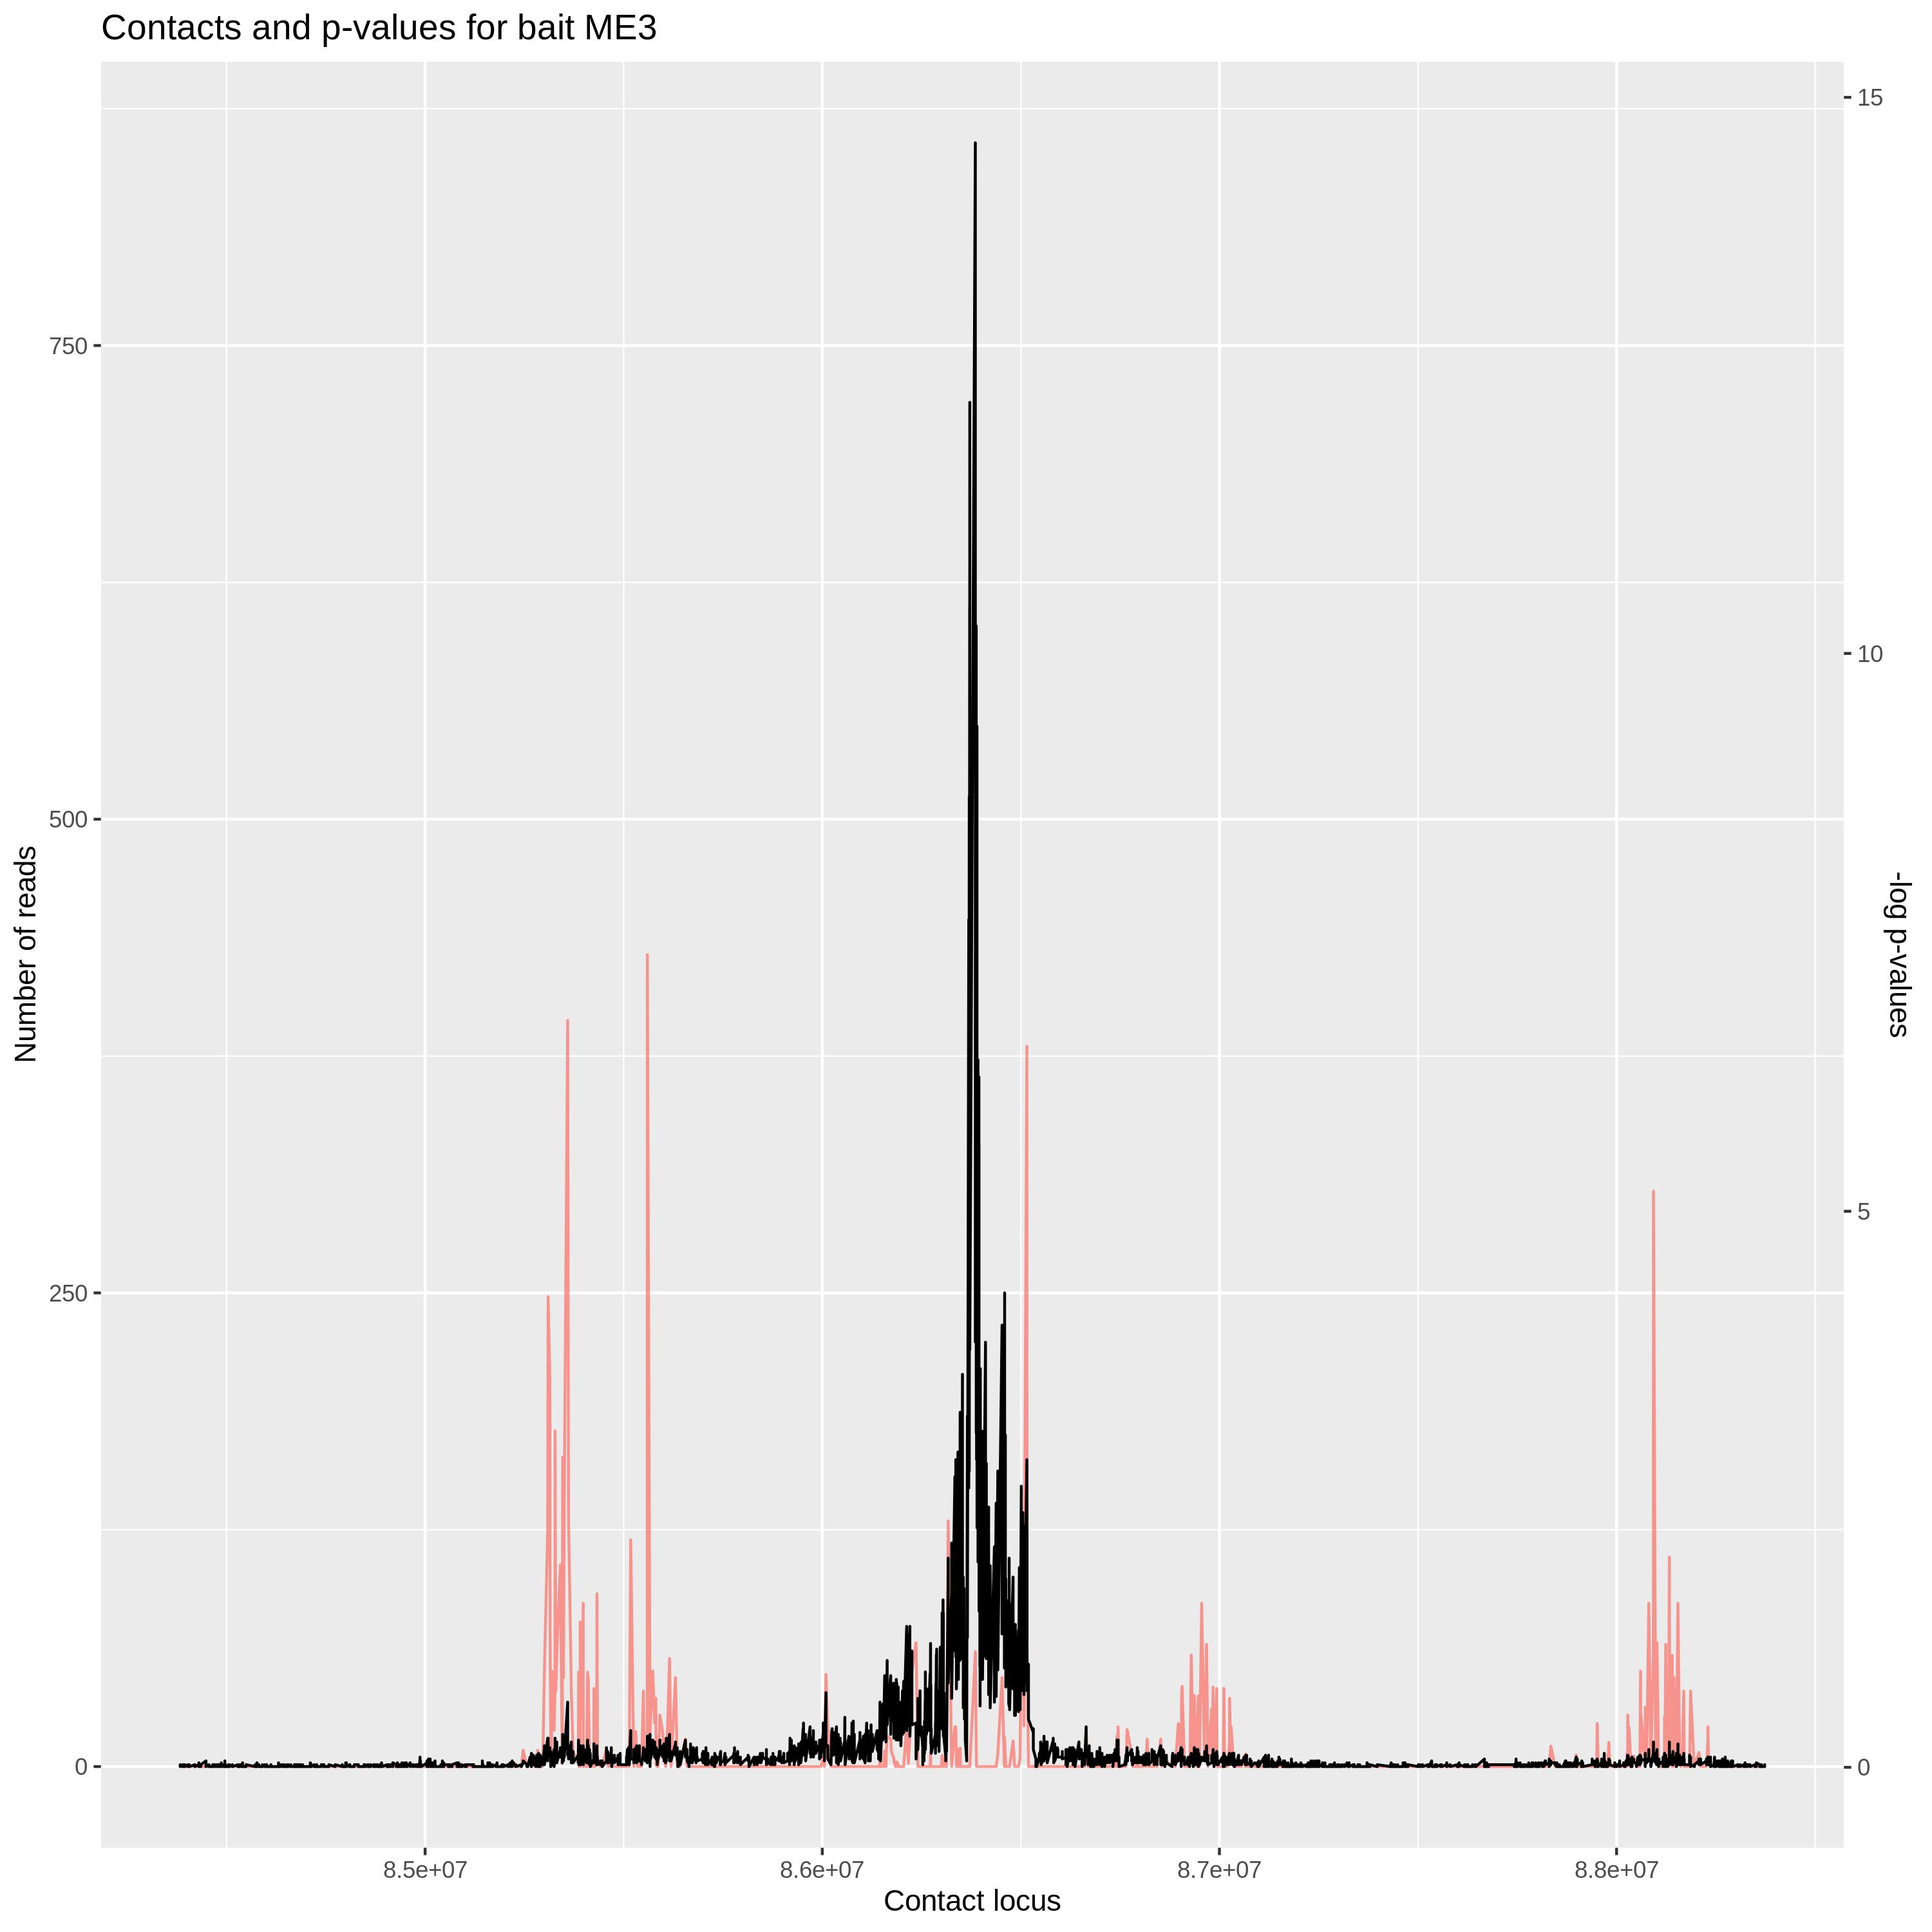 Contacts and p-values for bait ME3
Number of reads
750
500
250
0
15
10
5
0
-log p-values
8.5e+07
8.6e+07
8.7e+07
8.8e+07
Contact locus